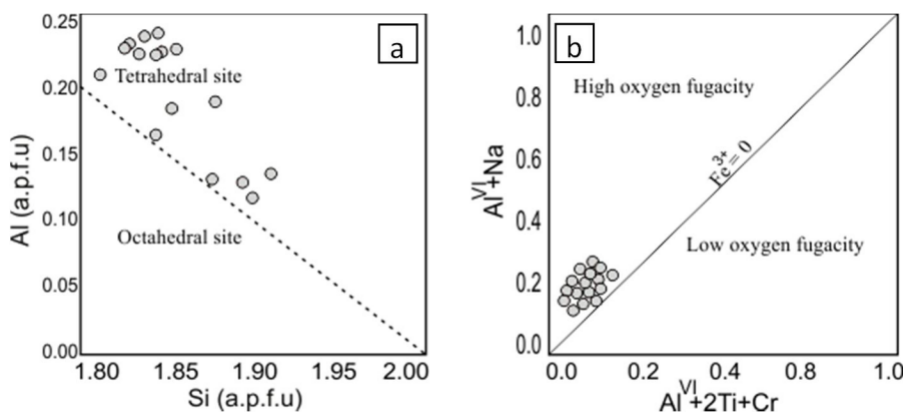 a
0.25
0.20
0.15
0.10
0.05
0.00
Al (a.p.f.u)
Tetrahedral site
Octahedral site
1.80 1.85 1.90 1.95 2.00
Si (a.p.f.u)
b
1.0
0.8
0.6
0.4
0.2
0.0
Al^VI+Na
High oxygen fugacity
Fe^3+ = 0
Low oxygen fugacity
0.0 0.2 0.4 0.8 1.0
Al^VI+2Ti+Cr